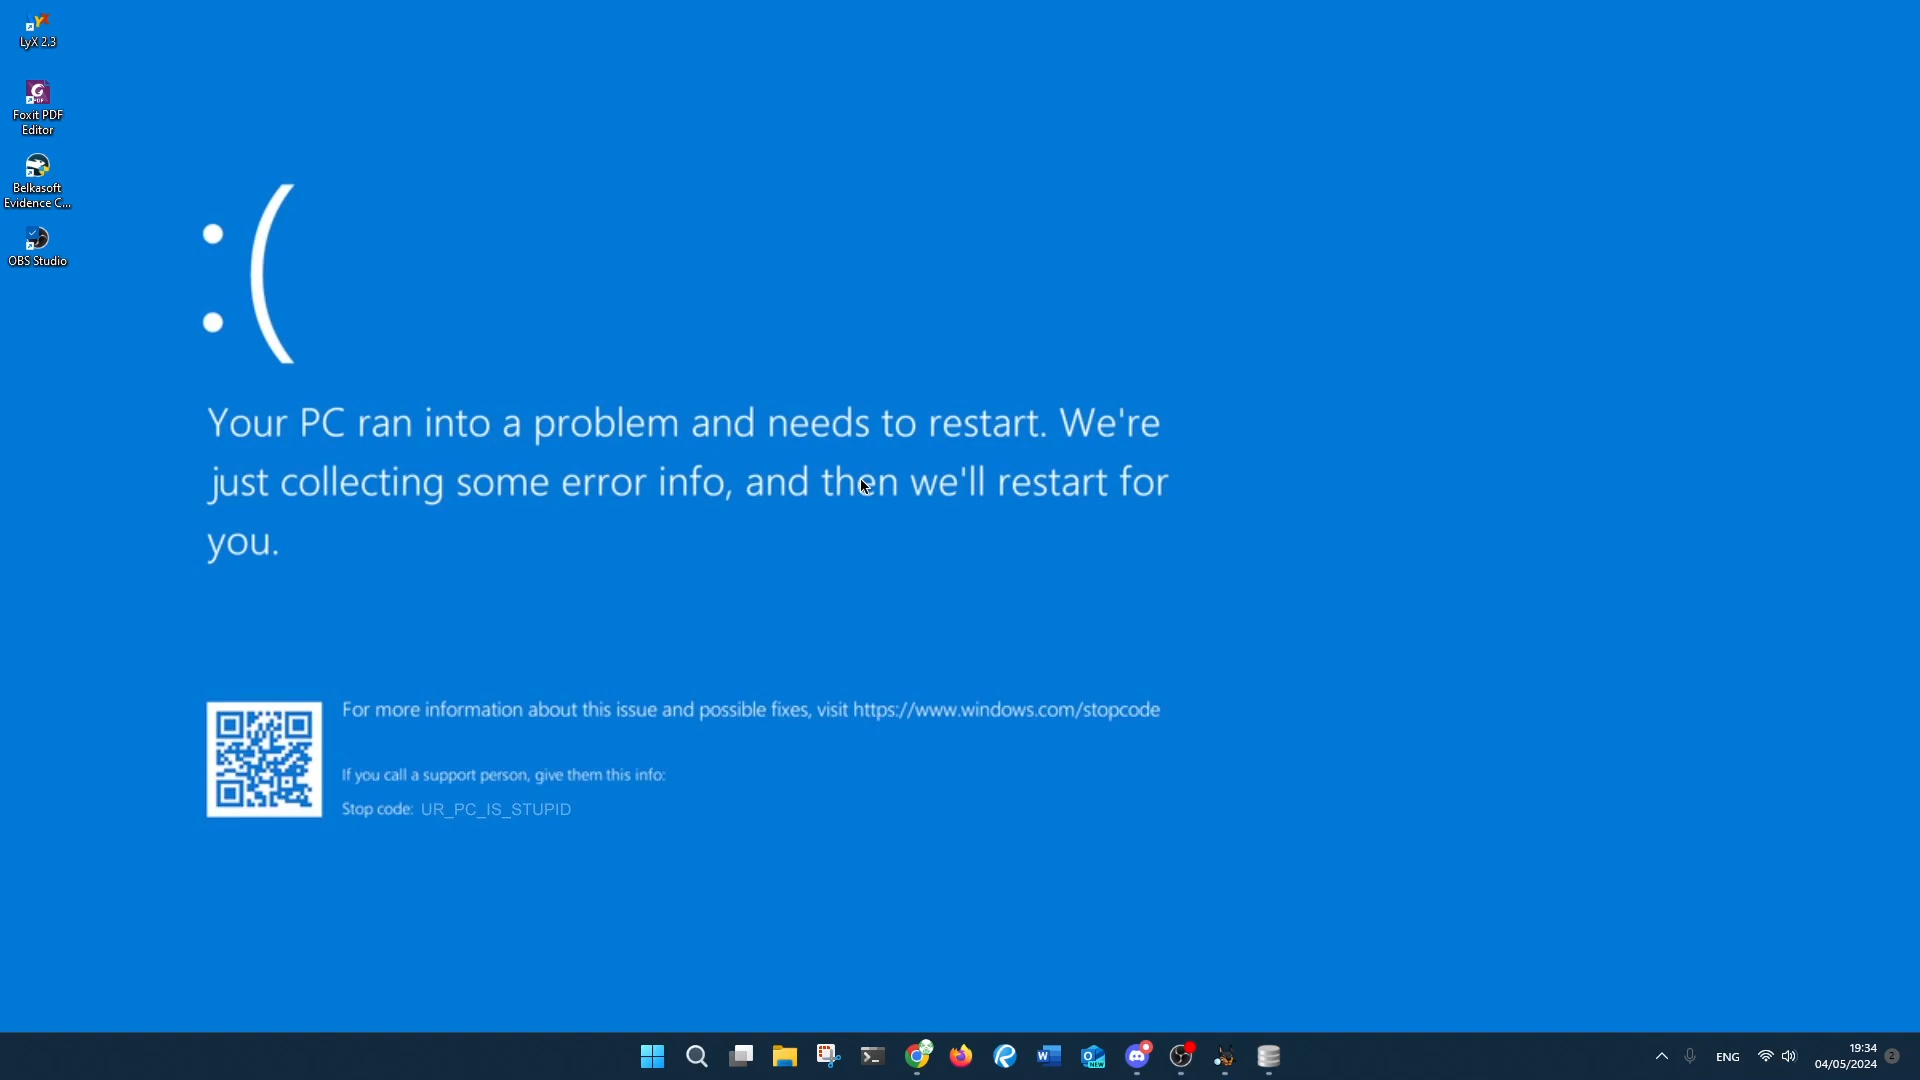 LyX 2.3
Foxit PDF
Editor
Belkasoft
Evidence C...
OBS Studio
:(
Your PC ran into a problem and needs to restart. We're
just collecting some error info, and then we'll restart for
you.
For more information about this issue and possible fixes, visit https://www.windows.com/stopcode
If you call a support person, give them this info:
Stop code: UR_PC_IS_STUPID
ENG
19:34
04/05/2024
2